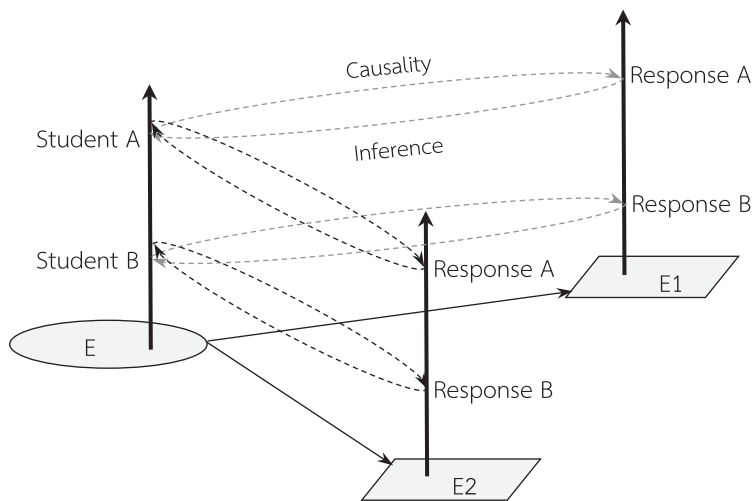 Causality
Response A
Student A
Inference
Response B
Student B
Response A
E1
E
Response B
E2